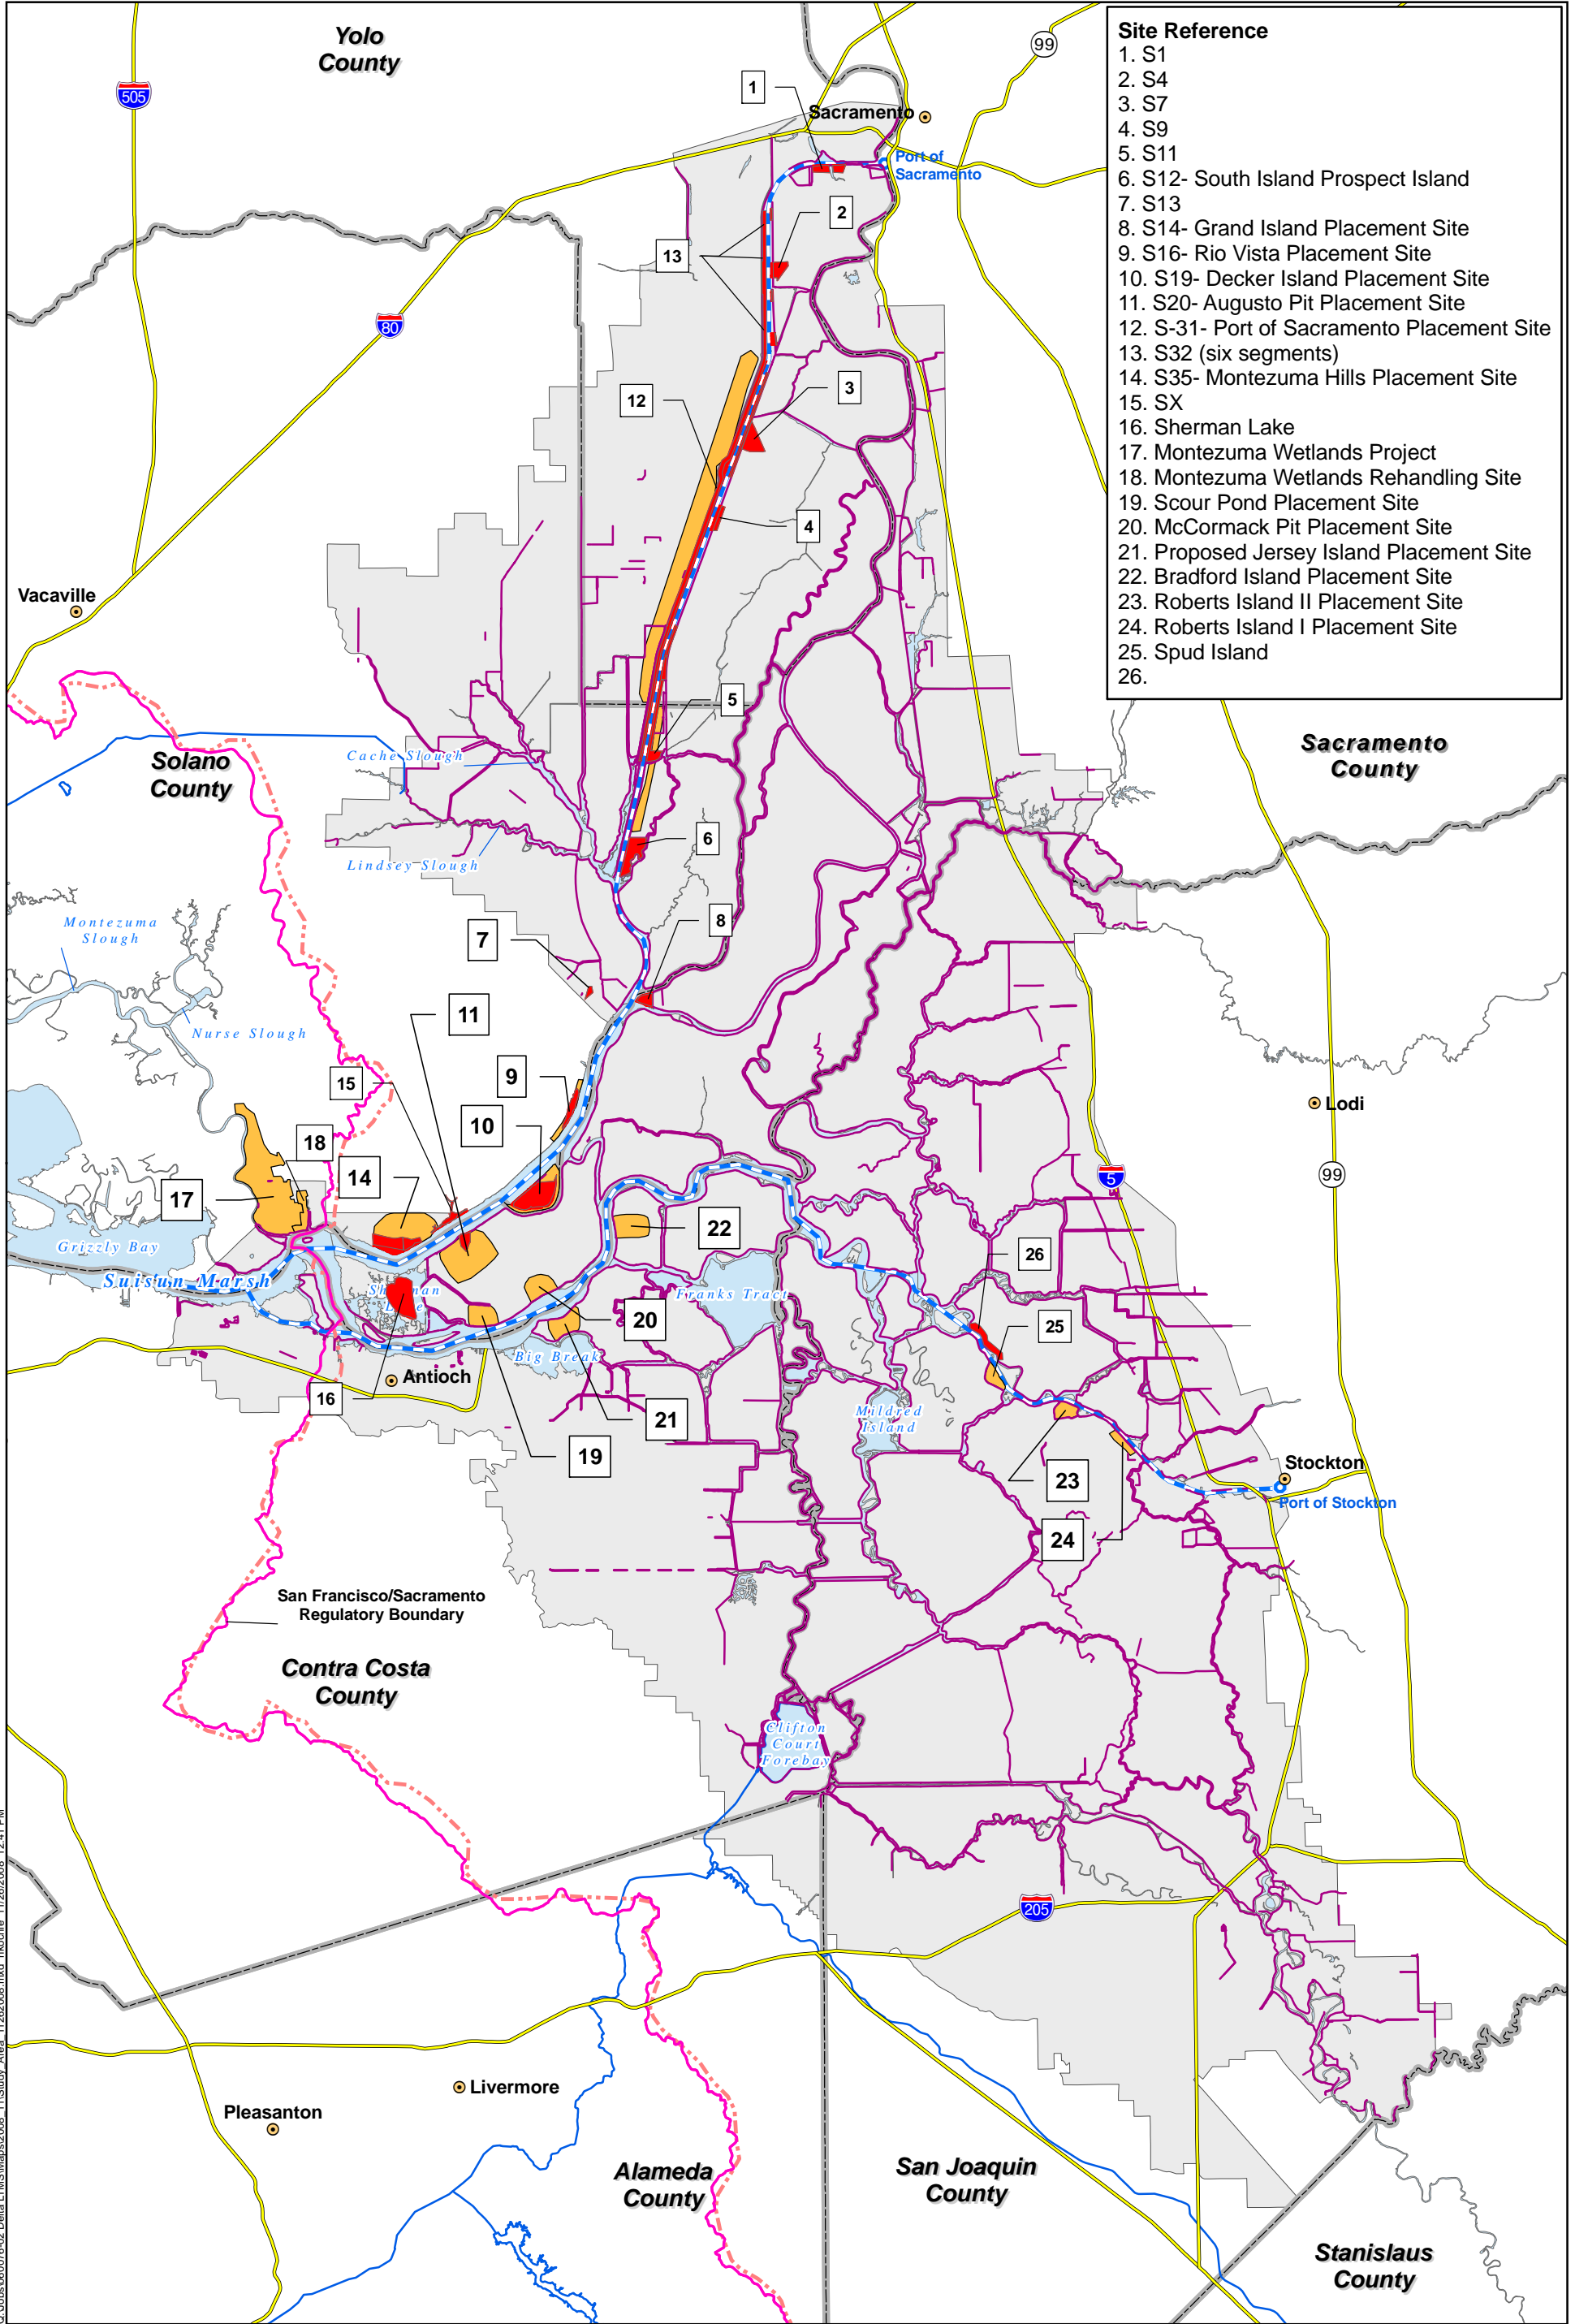 Yolo
County
505
99
1
Sacramento
Port of
Sacramento
Site Reference
1. S1
2. S4
3. S7
4. S9
5. S11
6. S12- South Island Prospect Island
7. S13
8. S14- Grand Island Placement Site
9. S16- Rio Vista Placement Site
10. S19- Decker Island Placement Site
11. S20- Augusto Pit Placement Site
12. S-31- Port of Sacramento Placement Site
13. S32 (six segments)
14. S35- Montezuma Hills Placement Site
15. SX
16. Sherman Lake
17. Montezuma Wetlands Project
18. Montezuma Wetlands Rehandling Site
19. Scour Pond Placement Site
20. McCormack Pit Placement Site
21. Proposed Jersey Island Placement Site
22. Bradford Island Placement Site
23. Roberts Island II Placement Site
24. Roberts Island I Placement Site
25. Spud Island
26.
2
13
80
3
12
4
Vacaville
5
Solano
County
Cache Slough
Sacramento
County
6
Lindsey Slough
Montezuma
Slough
8
7
11
Nurse Slough
15
9
Lodi
10
18
14
99
5
17
22
Grizzly Bay
26
Suisun Marsh
Sherman
Lake
Franks Tract
20
25
Big Break
Antioch
16
21
Mildred
Island
19
Stockton
23
Port of Stockton
24
San Francisco/Sacramento
Regulatory Boundary
Contra Costa
County
Clifton
Court
Forebay
205
Livermore
Pleasanton
Alameda
County
San Joaquin
County
Stanislaus
County